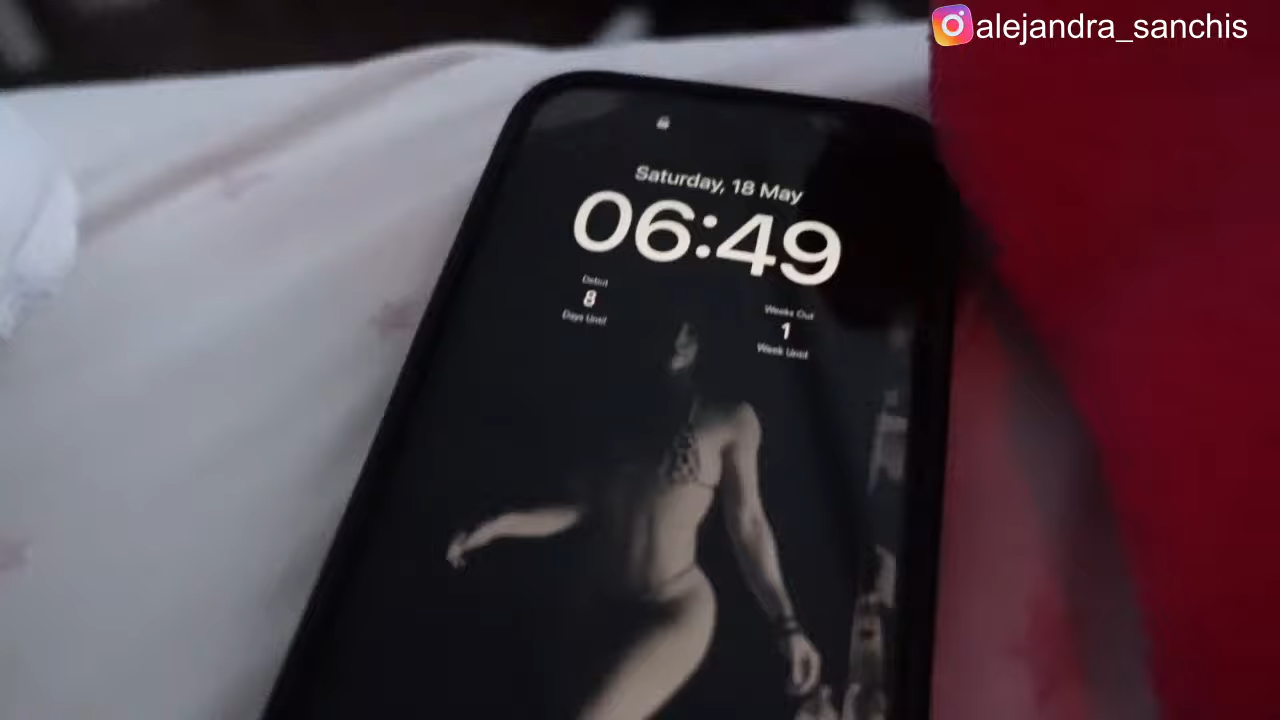 alejandra_sanchis
Saturday, 18 May
06:49
Debut
8
Days Until
Weeks Out
1
Week Until